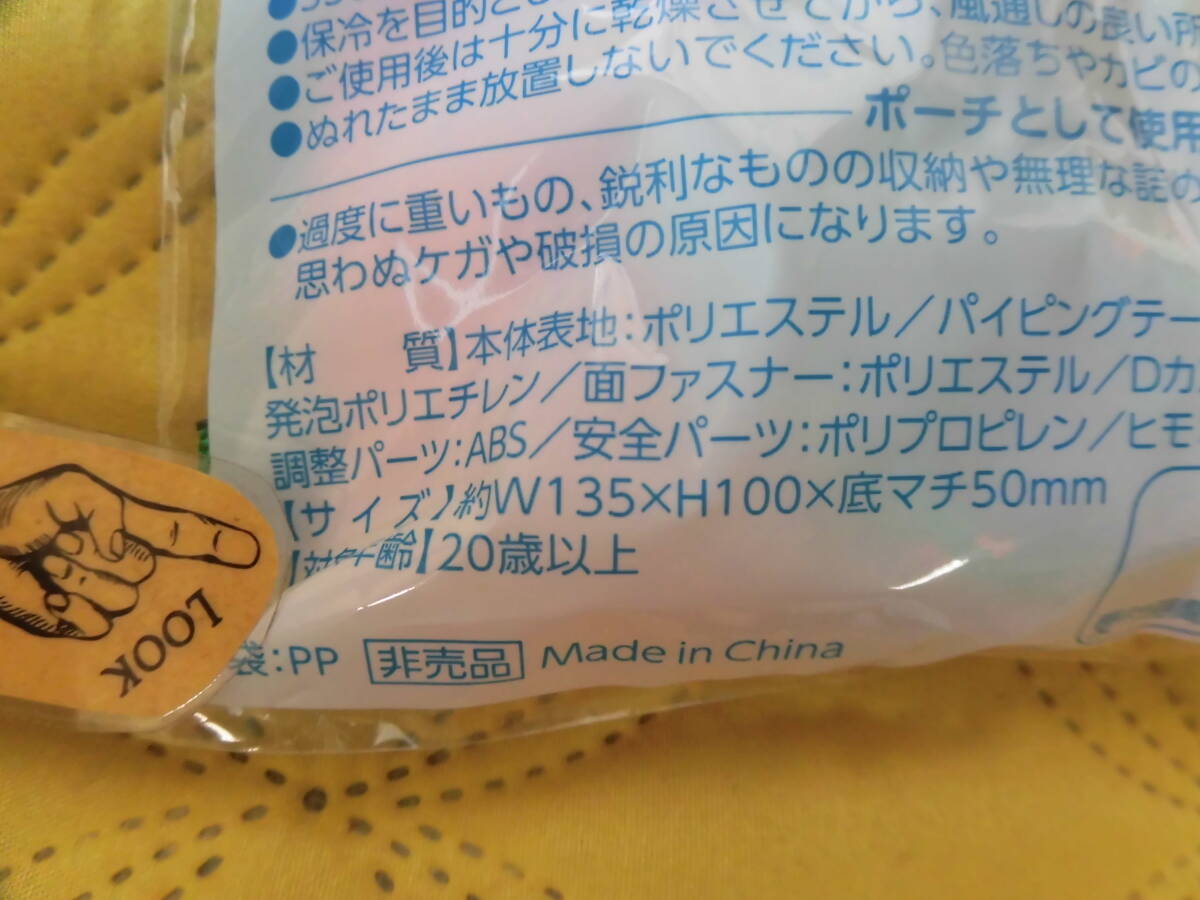 ●保冷を目的と
●ご使用後は十分に乾燥させてから、風通しの良い所
●ぬれたまま放置しないでください。色落ちやカビの
ポーチとして使用
●過度に重いもの、鋭利なものの収納や無理な詰め
思わぬケガや破損の原因になります。
【材　質】本体表地：ポリエステル／パイピングテー
発泡ポリエチレン／面ファスナー：ポリエステル／Dカ
調整パーツ：ABS／安全パーツ：ポリプロピレン／ヒモ
【サイズ】約W135×H100×底マチ50mm
【対象年齢】20歳以上
袋：PP 非売品 Made in China
LOOK